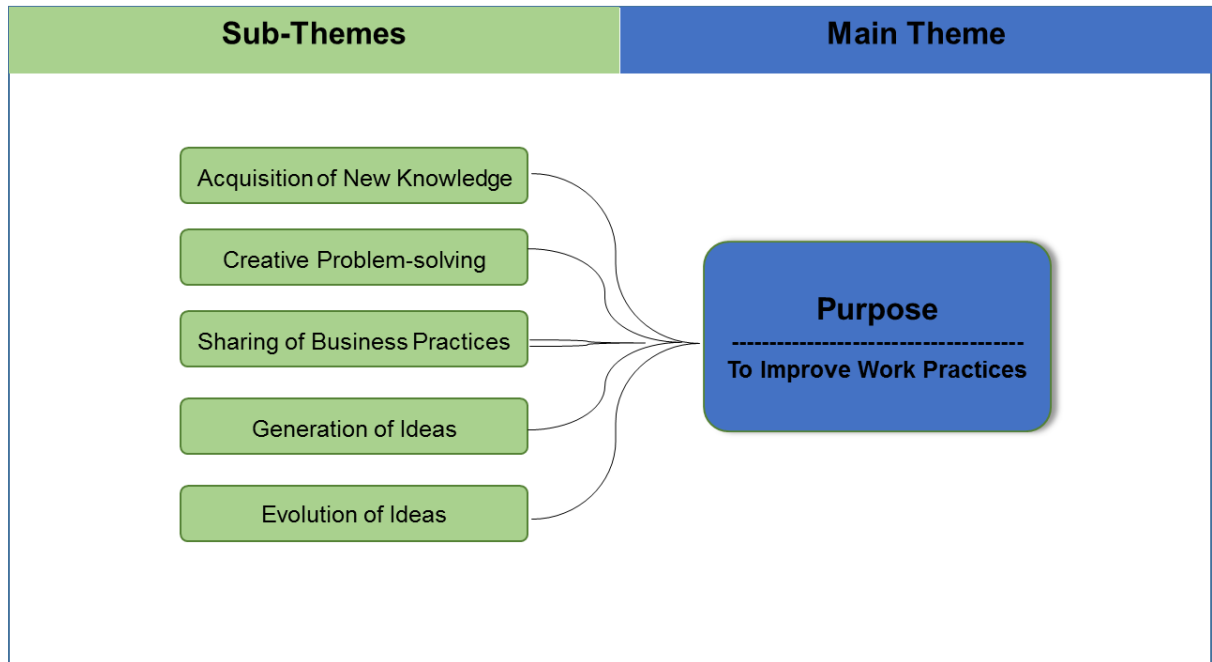 Sub-Themes
Main Theme
Acquisition of New Knowledge
Creative Problem-solving
Sharing of Business Practices
Generation of Ideas
Evolution of Ideas
Purpose
---------------------------------------
To Improve Work Practices